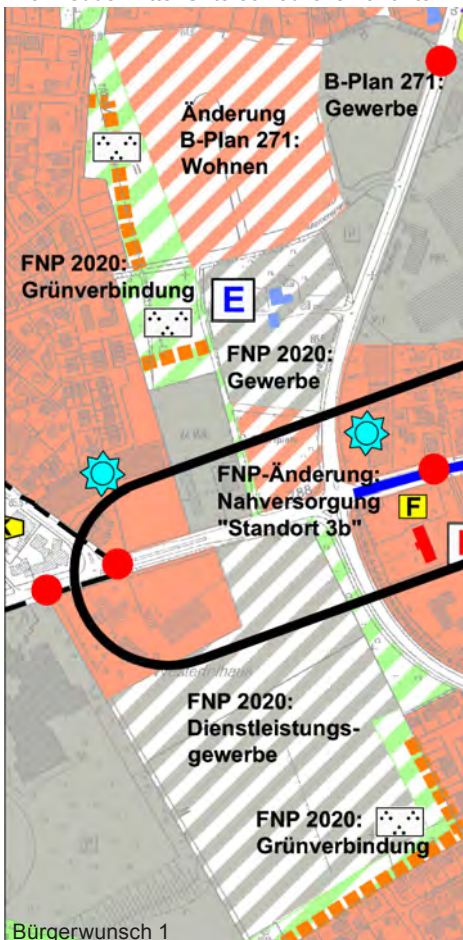 B-Plan 271:
Gewerbe
Änderung
B-Plan 271:
Wohnen
FNP 2020:
Grünverbindung
E
FNP 2020:
Gewerbe
FNP-Änderung:
Nahversorgung
"Standort 3b"
F
FNP 2020:
Dienstleistungs-
gewerbe
FNP 2020:
Grünverbindung
Bürgerwunsch 1